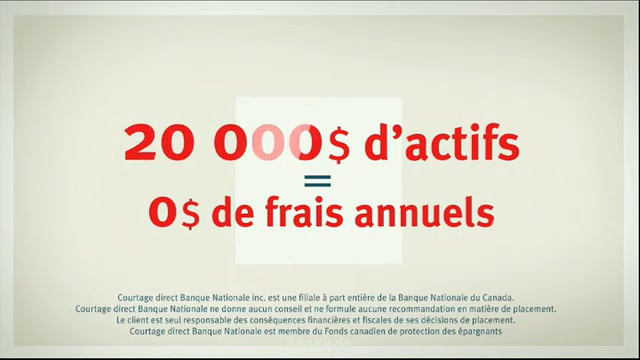 20 000$ d'actifs
=
0$ de frais annuels
Courtage direct Banque Nationale inc. est une filiale à part entière de la Banque Nationale du Canada.
Courtage direct Banque Nationale ne donne aucun conseil et ne formule aucune recommandation en matière de placement.
Le client est seul responsable des conséquences financières et fiscales de ses décisions de placement.
Courtage direct Banque Nationale est membre du Fonds canadien de protection des épargnants
à partir de